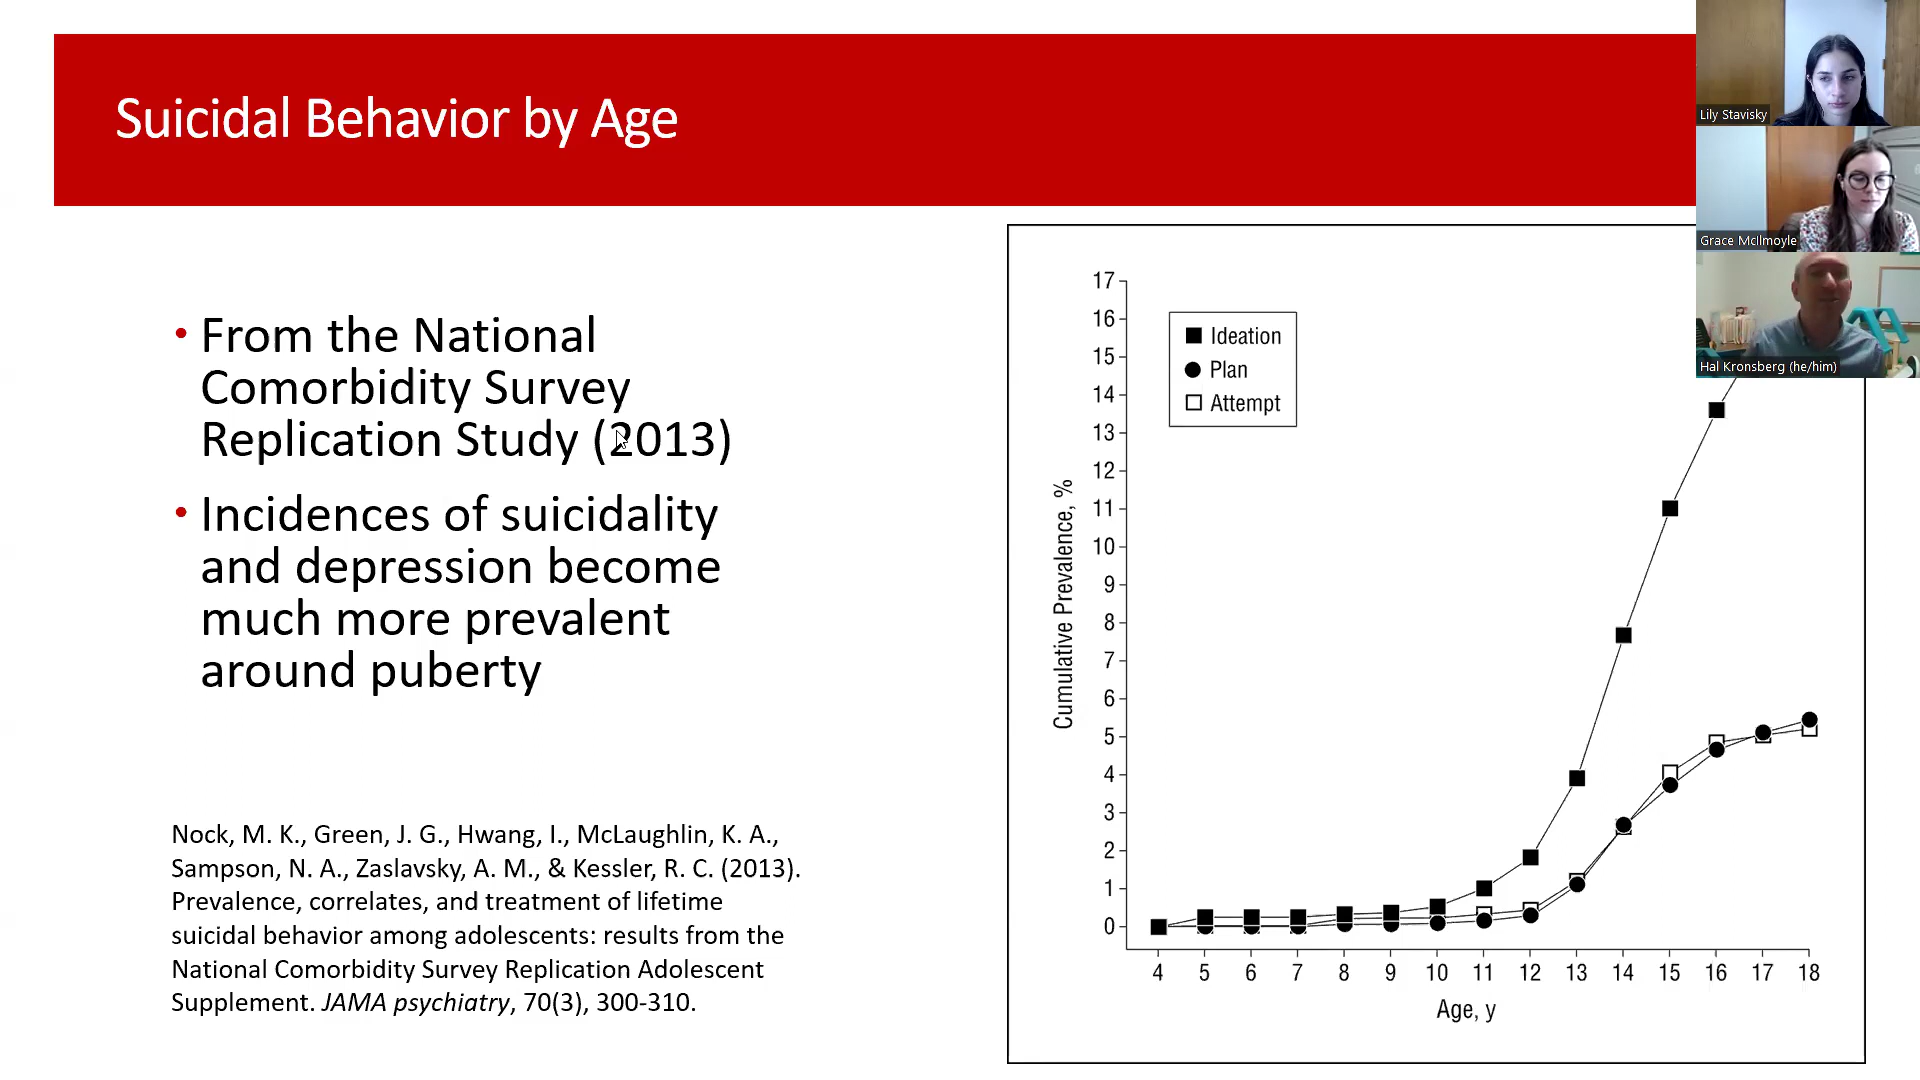 Suicidal Behavior by Age
Lily Stavisky
Grace McIlmoyle
Hal Kronsberg (he/him)
• From the National
Comorbidity Survey
Replication Study (2013)
• Incidences of suicidality
and depression become
much more prevalent
around puberty
Nock, M. K., Green, J. G., Hwang, I., McLaughlin, K. A.,
Sampson, N. A., Zaslavsky, A. M., & Kessler, R. C. (2013).
Prevalence, correlates, and treatment of lifetime
suicidal behavior among adolescents: results from the
National Comorbidity Survey Replication Adolescent
Supplement. JAMA psychiatry, 70(3), 300-310.
Ideation
Plan
Attempt
Cumulative Prevalence, %
17
16
15
14
13
12
11
10
9
8
7
6
5
4
3
2
1
0
4 5 6 7 8 9 10 11 12 13 14 15 16 17 18
Age, y